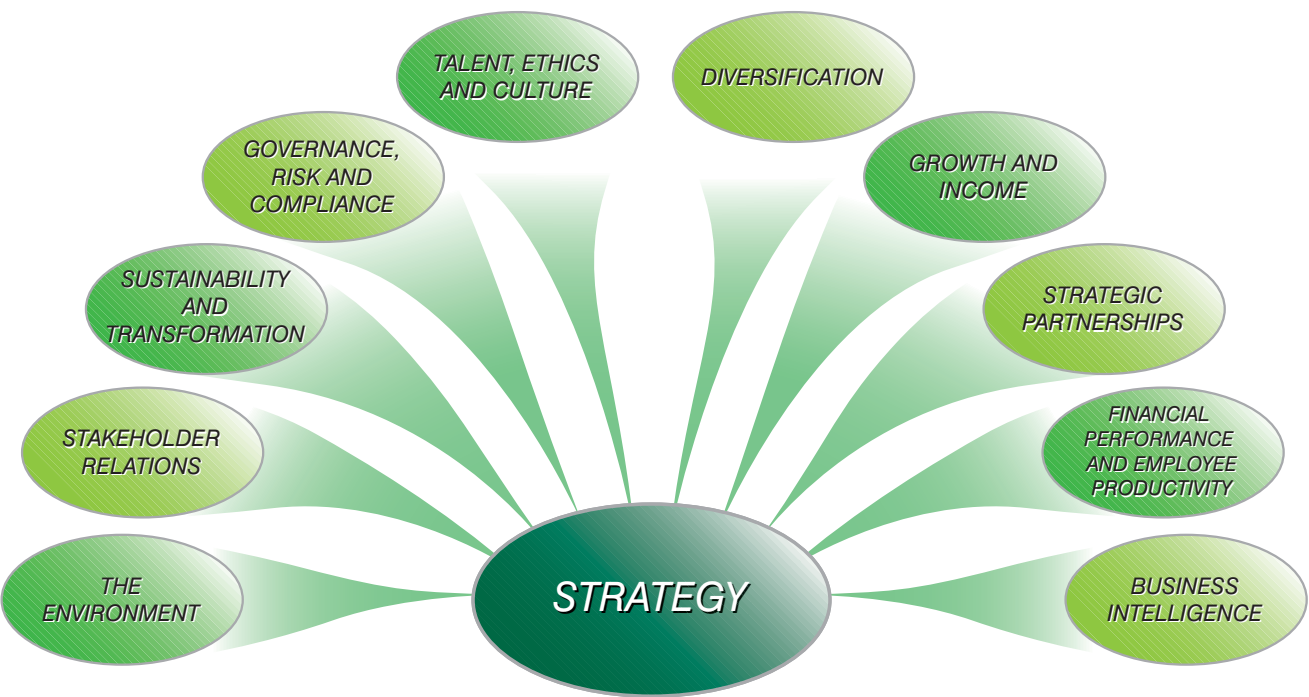 TALENT, ETHICS
AND CULTURE
DIVERSIFICATION
GOVERNANCE,
RISK AND
COMPLIANCE
GROWTH AND
INCOME
SUSTAINABILITY
AND
TRANSFORMATION
STRATEGIC
PARTNERSHIPS
STAKEHOLDER
RELATIONS
FINANCIAL
PERFORMANCE
AND EMPLOYEE
PRODUCTIVITY
THE
ENVIRONMENT
STRATEGY
BUSINESS
INTELLIGENCE